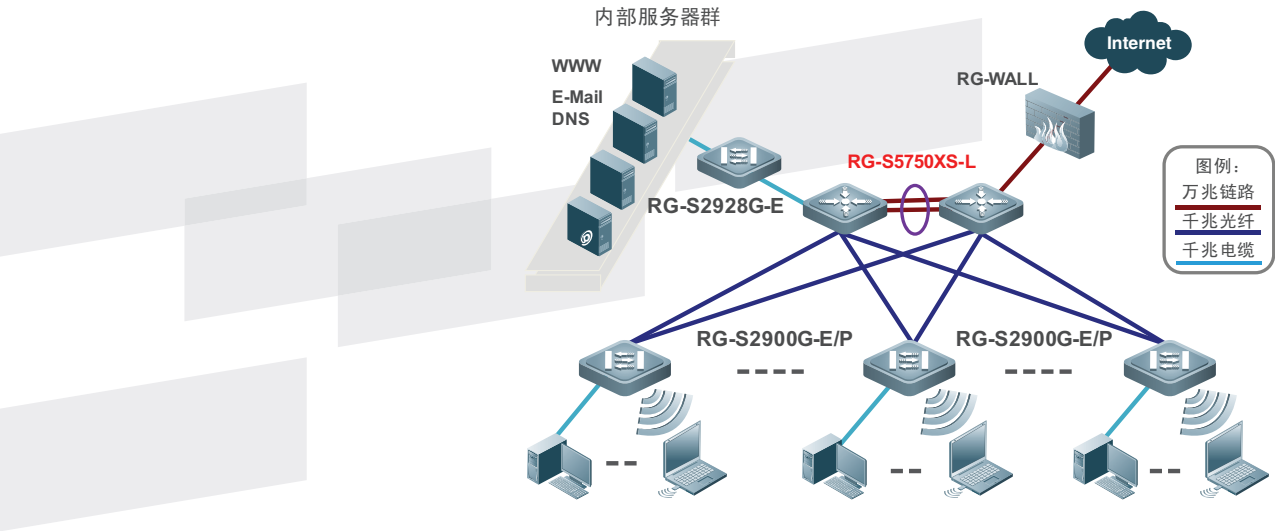 内部服务器群
WWW
E-Mail
DNS
Internet
RG-WALL
RG-S5750XS-L
RG-S2928G-E
图例：
万兆链路
千兆光纤
千兆电缆
RG-S2900G-E/P
RG-S2900G-E/P